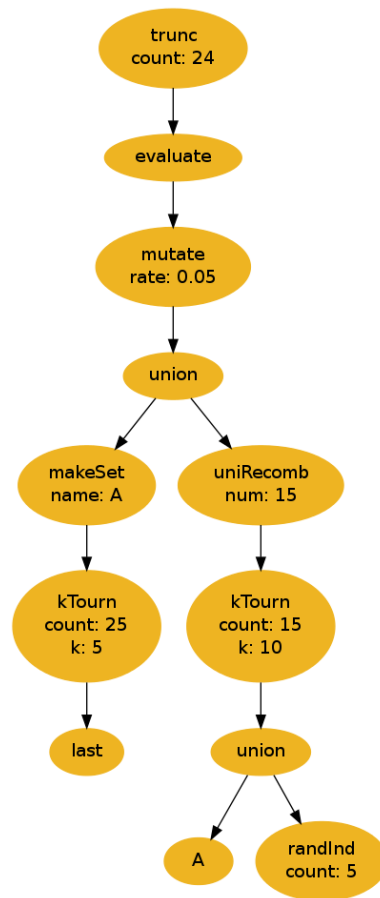 trunc
count: 24
evaluate
mutate
rate: 0.05
union
makeSet
name: A
uniRecomb
num: 15
kTourn
count: 25
k: 5
kTourn
count: 15
k: 10
last
union
A
randInd
count: 5